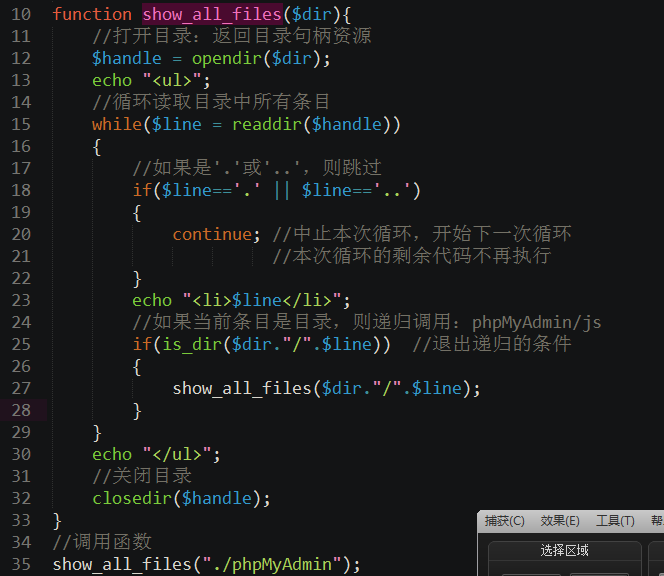 10 function show_all_files($dir){
11     //打开目录：返回目录句柄资源
12     $handle = opendir($dir);
13     echo "<ul>";
14     //循环读取目录中所有条目
15     while($line = readdir($handle))
16     {
17         //如果是'.'或'..'，则跳过
18         if($line=='.' || $line=='..')
19         {
20             continue; //中止本次循环，开始下一次循环
21                       //本次循环的剩余代码不再执行
22         }
23         echo "<li>$line</li>";
24         //如果当前条目是目录，则递归调用：phpMyAdmin/js
25         if(is_dir($dir."/".$line))  //退出递归的条件
26         {
27             show_all_files($dir."/".$line);
28         }
29     }
30     echo "</ul>";
31     //关闭目录
32     closedir($handle);
33 }
34 //调用函数
35 show_all_files("./phpMyAdmin");
捕获(C) 效果(E) 工具(T) 帮
选择区域